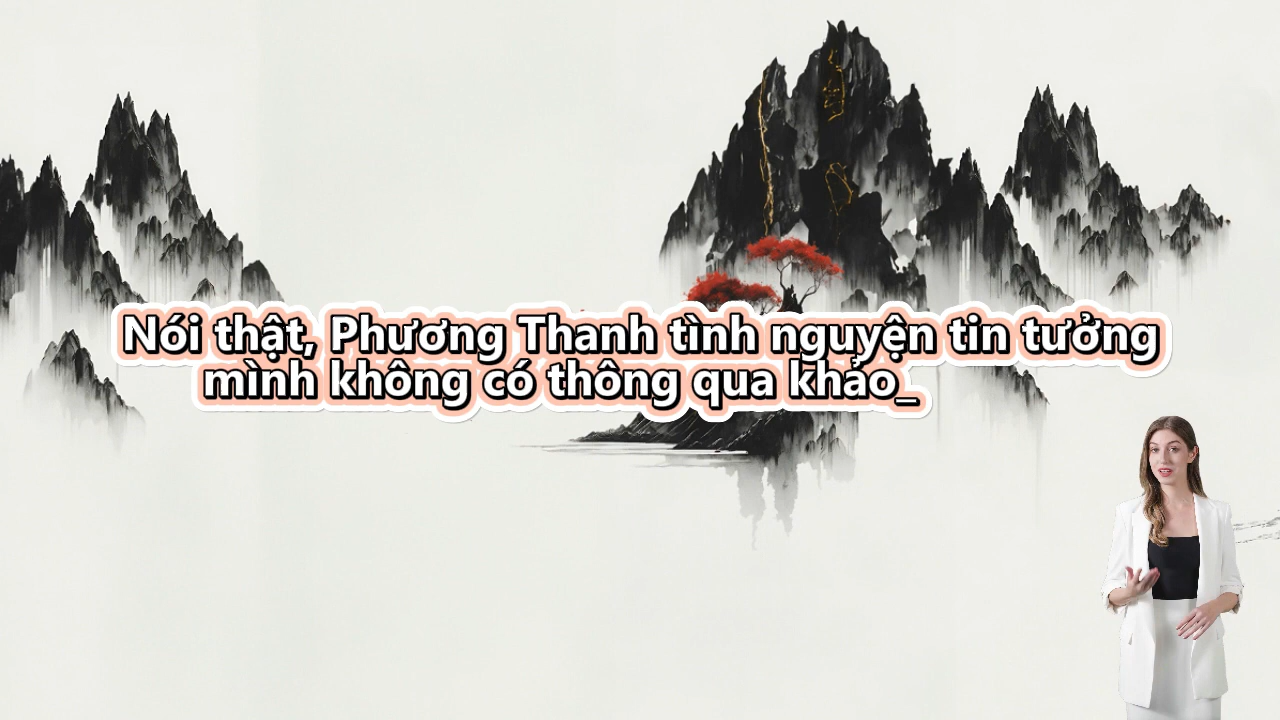 Nói thật, Phương Thanh tình nguyện tin tưởng
mình không có thông qua khảo_